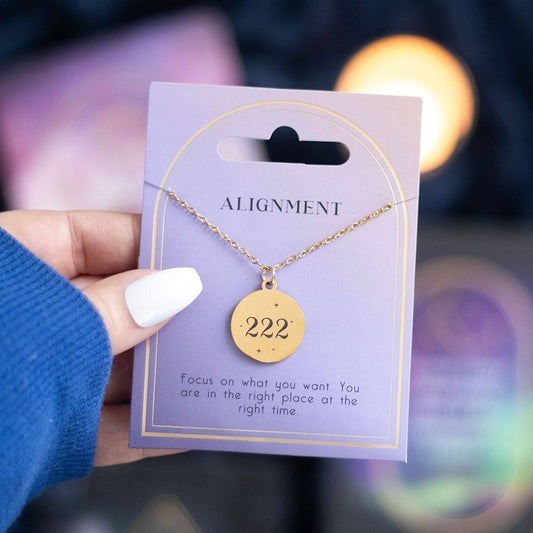 ALIGNMENT
222
Focus on what you want. You
are in the right place at the
right time.